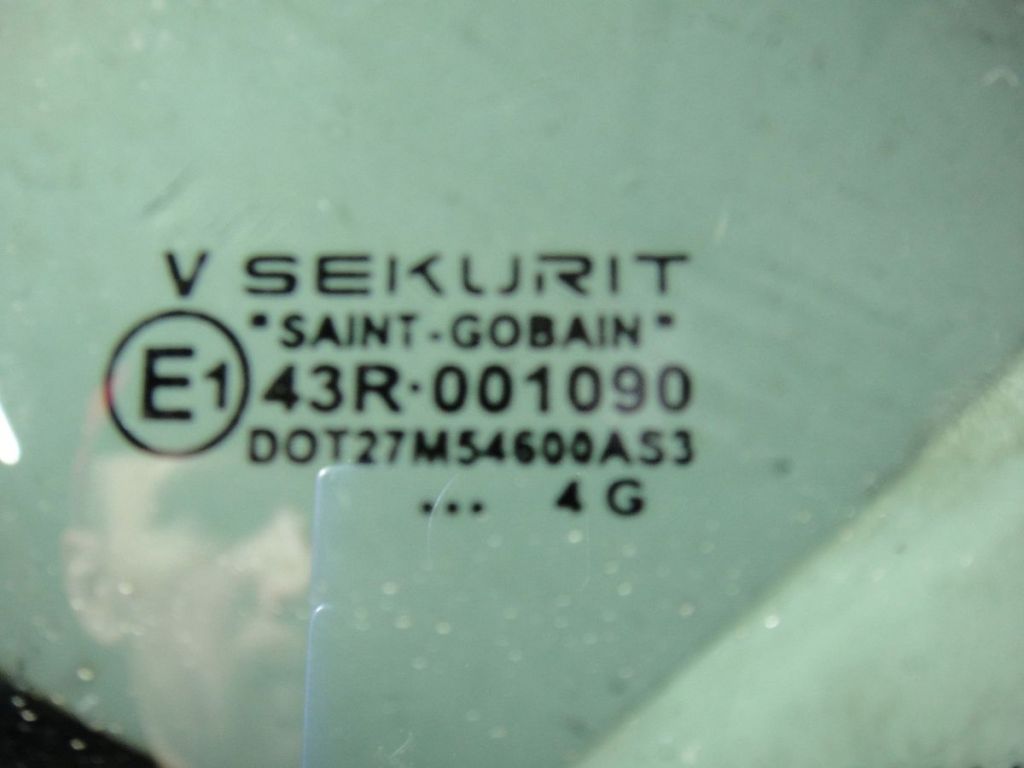 V SEKURIT
"SAINT-GOBAIN"
E1 43R·001090
DOT27M54600AS3
... 4 G